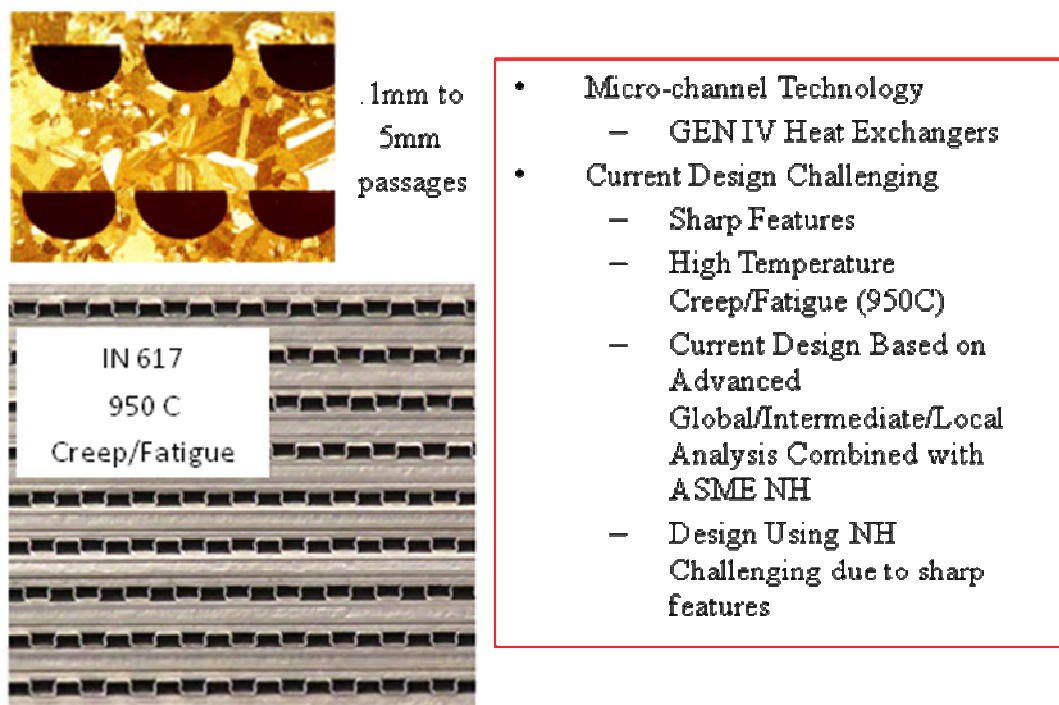 .1mm to
5mm
passages
IN 617
950 C
Creep/Fatigue
• Micro-channel Technology
– GEN IV Heat Exchangers
• Current Design Challenging
– Sharp Features
– High Temperature
Creep/Fatigue (950C)
– Current Design Based on
Advanced
Global/Intermediate/Local
Analysis Combined with
ASME NH
– Design Using NH
Challenging due to sharp
features